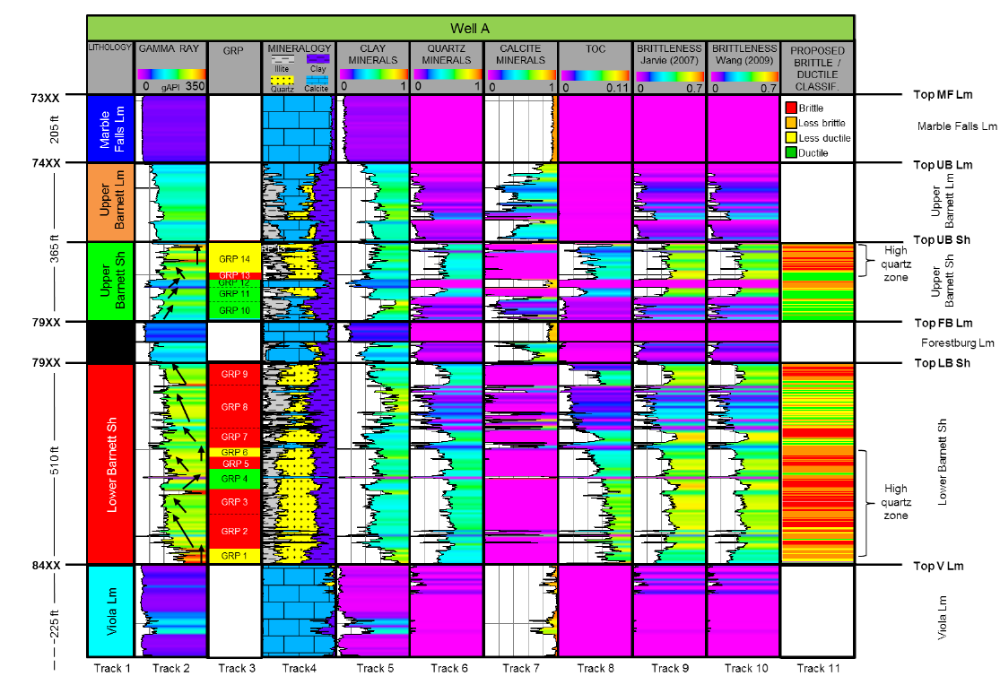 Well A
LITHOLOGY
GAMMA RAY
0 gAPI 350
GRP
MINERALOGY
Illite
Clay
Quartz
Calcite
CLAY
MINERALS
0 1
QUARTZ
MINERALS
0 1
CALCITE
MINERALS
0 1
TOC
0 0.11
BRITTLENESS
Jarvie (2007)
0 0.7
BRITTLENESS
Wang (2009)
0 0.7
PROPOSED
BRITTLE /
DUCTILE
CLASSIF.
Brittle
Less brittle
Less ductile
Ductile
73XX
205 ft
74XX
365 ft
79XX
79XX
510 ft
84XX
225 ft
Marble
Falls Lm
Upper
Barnett Lm
Upper
Barnett Sh
Lower Barnett Sh
Viola Lm
GRP 14
GRP 13
GRP 12
GRP 11
GRP 10
GRP 9
GRP 8
GRP 7
GRP 6
GRP 5
GRP 4
GRP 3
GRP 2
GRP 1
Top MF Lm
Marble Falls Lm
Top UB Lm
Upper
Barnett Lm
Top UB Sh
High
quartz
zone
Upper
Barnett Sh
Top FB Lm
Forestburg Lm
Top LB Sh
Lower Barnett Sh
High
quartz
zone
Top V Lm
Viola Lm
Track 1
Track 2
Track 3
Track4
Track 5
Track 6
Track 7
Track 8
Track 9
Track 10
Track 11